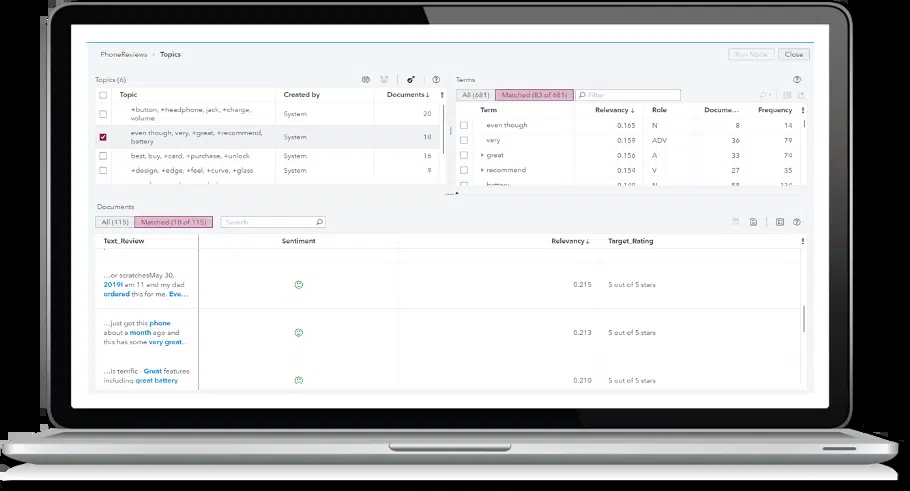 PhoneReviews > Topics
Run Node
Close
Topics (6)
Topic Created by Documents↓
+button, +headphone, jack, +charge,
volume
System 20
even though, very, +great, +recommend,
battery
System 18
best, buy, +card, +purchase, +unlock System 16
+design, +edge, +feel, +curve, +glass System 9
Terms
All (681) Matched (83 of 681) Filter
Term Relevancy↓ Role Docume... Frequency
even though 0.165 N 8 14
very 0.159 ADV 36 79
great 0.156 A 33 74
recommend 0.154 V 27 35
battery 0.149 N
Documents
All (115) Matched (18 of 115) Search
Text_Review Sentiment Relevancy↓ Target_Rating
...or scratchesMay 30,
2019I am 11 and my dad
ordered this for me. Eve...
0.215 5 out of 5 stars
...just got this phone
about a month ago and
this has some very great...
0.213 5 out of 5 stars
...is terrific · Great features
including great battery
0.210 5 out of 5 stars